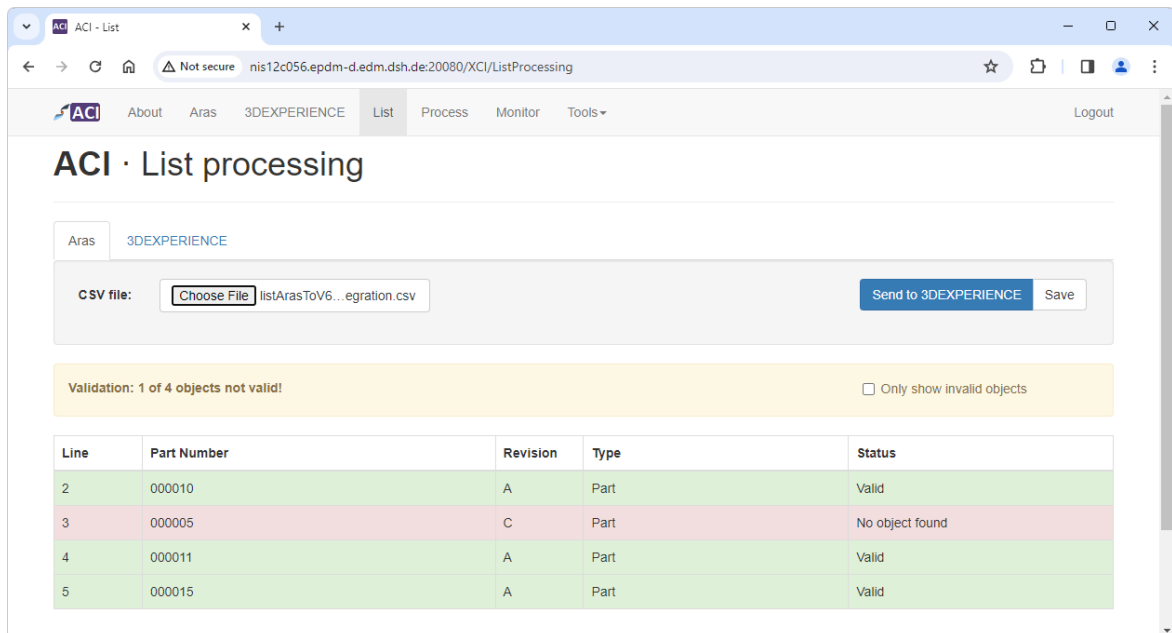 ACI ACI - List
Not secure nis12c056.epdm-d.edm.dsh.de:20080/XCI/ListProcessing
ACI About Aras 3DEXPERIENCE List Process Monitor Tools Logout
ACI · List processing
Aras 3DEXPERIENCE
CSV file: Choose File listArasToV6…egration.csv Send to 3DEXPERIENCE Save
Validation: 1 of 4 objects not valid! Only show invalid objects
Line Part Number Revision Type Status
2 000010 A Part Valid
3 000005 C Part No object found
4 000011 A Part Valid
5 000015 A Part Valid